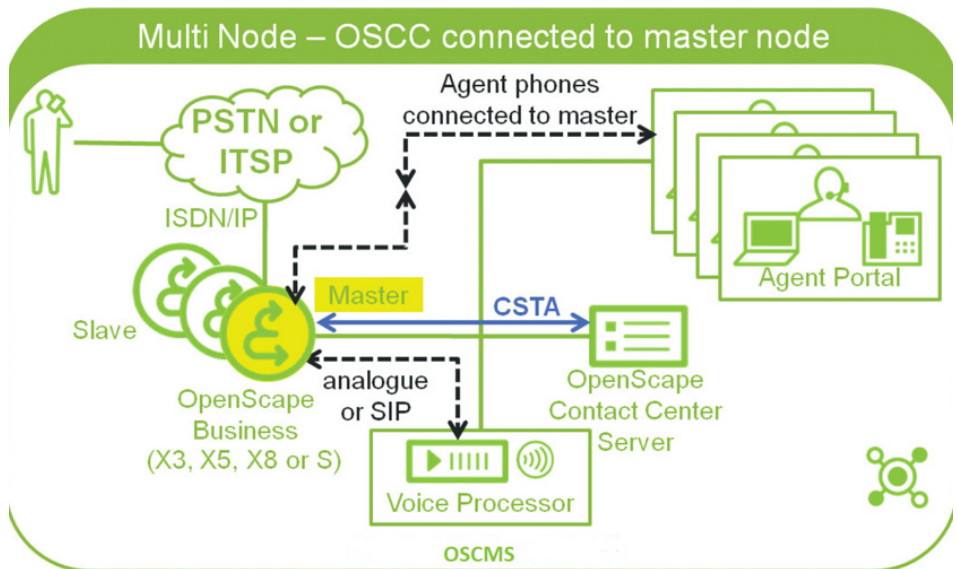 Multi Node – OSCC connected to master node
Agent phones
connected to master
PSTN or
ITSP
ISDN/IP
Agent Portal
Master
CSTA
Slave
analogue
or SIP
OpenScape
Business
(X3, X5, X8 or S)
OpenScape
Contact Center
Server
Voice Processor
OSCMS